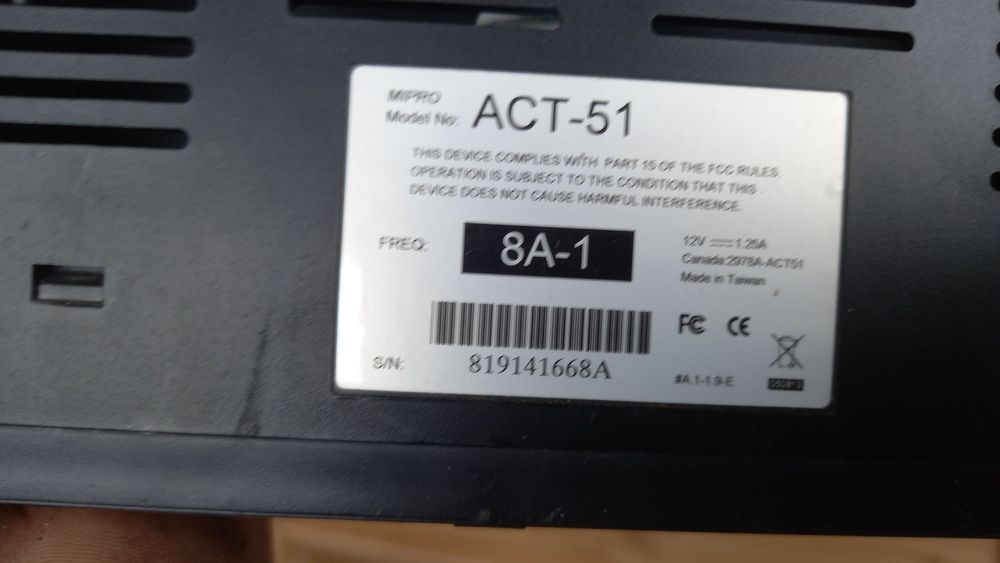 MIPRO
Model No: ACT-51
THIS DEVICE COMPLIES WITH PART 15 OF THE FCC RULES
OPERATION IS SUBJECT TO THE CONDITION THAT THIS
DEVICE DOES NOT CAUSE HARMFUL INTERFERENCE.
FREQ: 8A-1
12V 1.25A
Canada:2978A-ACT51
Made in Taiwan
FC CE
S/N: 819141668A
#A.1-1.9-E